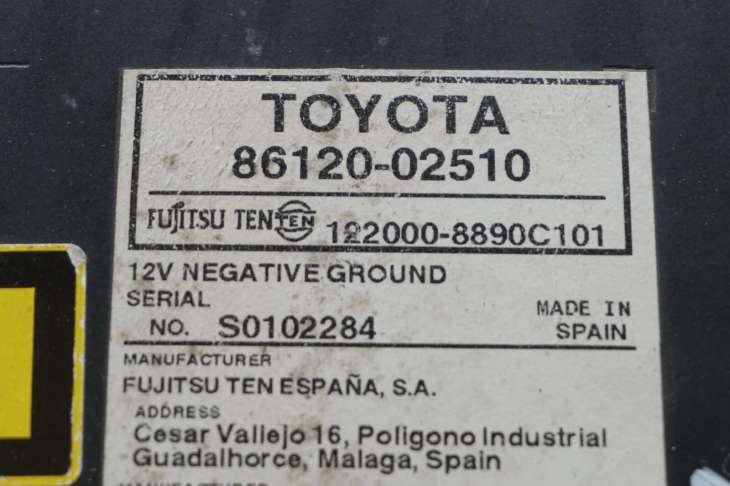 TOYOTA
86120-02510
FUJITSU TEN TEN 122000-8890C101
12V NEGATIVE GROUND
SERIAL
NO. S0102284
MADE IN
SPAIN
MANUFACTURER
FUJITSU TEN ESPAÑA, S.A.
ADDRESS
Cesar Vallejo 16, Poligono Industrial
Guadalhorce, Malaga, Spain